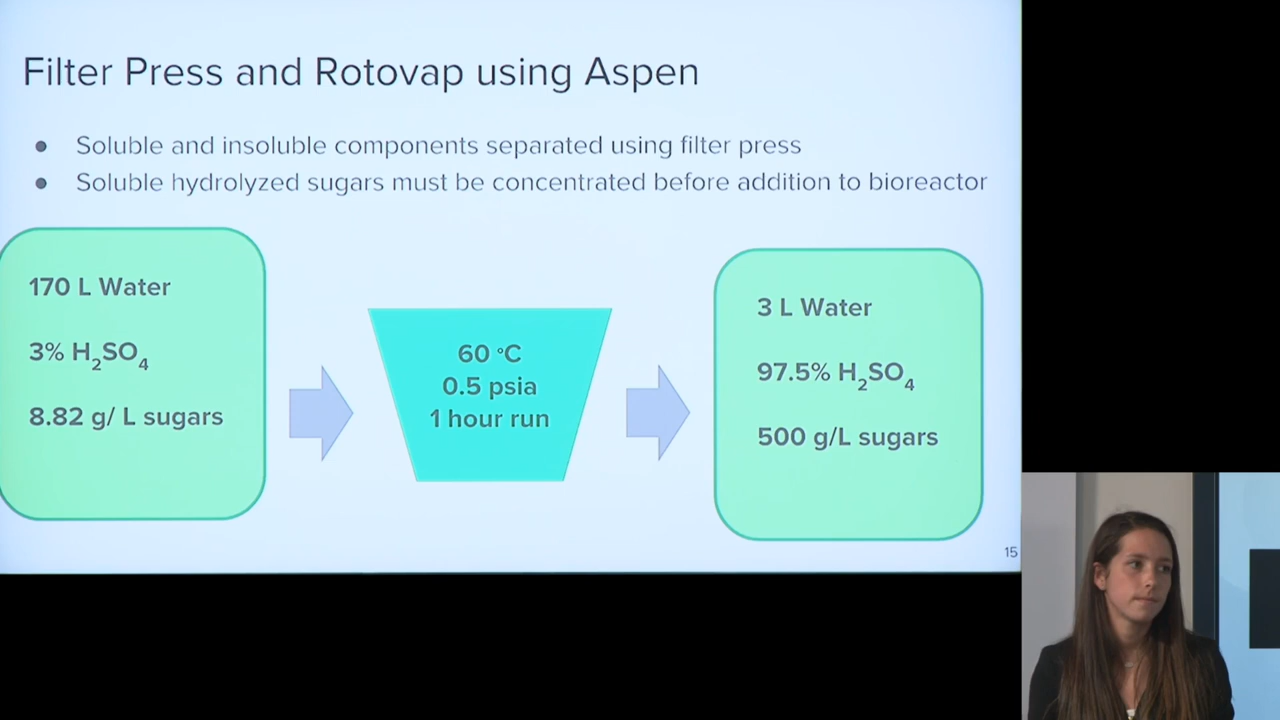 Filter Press and Rotovap using Aspen
● Soluble and insoluble components separated using filter press
● Soluble hydrolyzed sugars must be concentrated before addition to bioreactor
170 L Water
3% H₂SO₄
8.82 g/ L sugars
60 °C
0.5 psia
1 hour run
3 L Water
97.5% H₂SO₄
500 g/L sugars
15